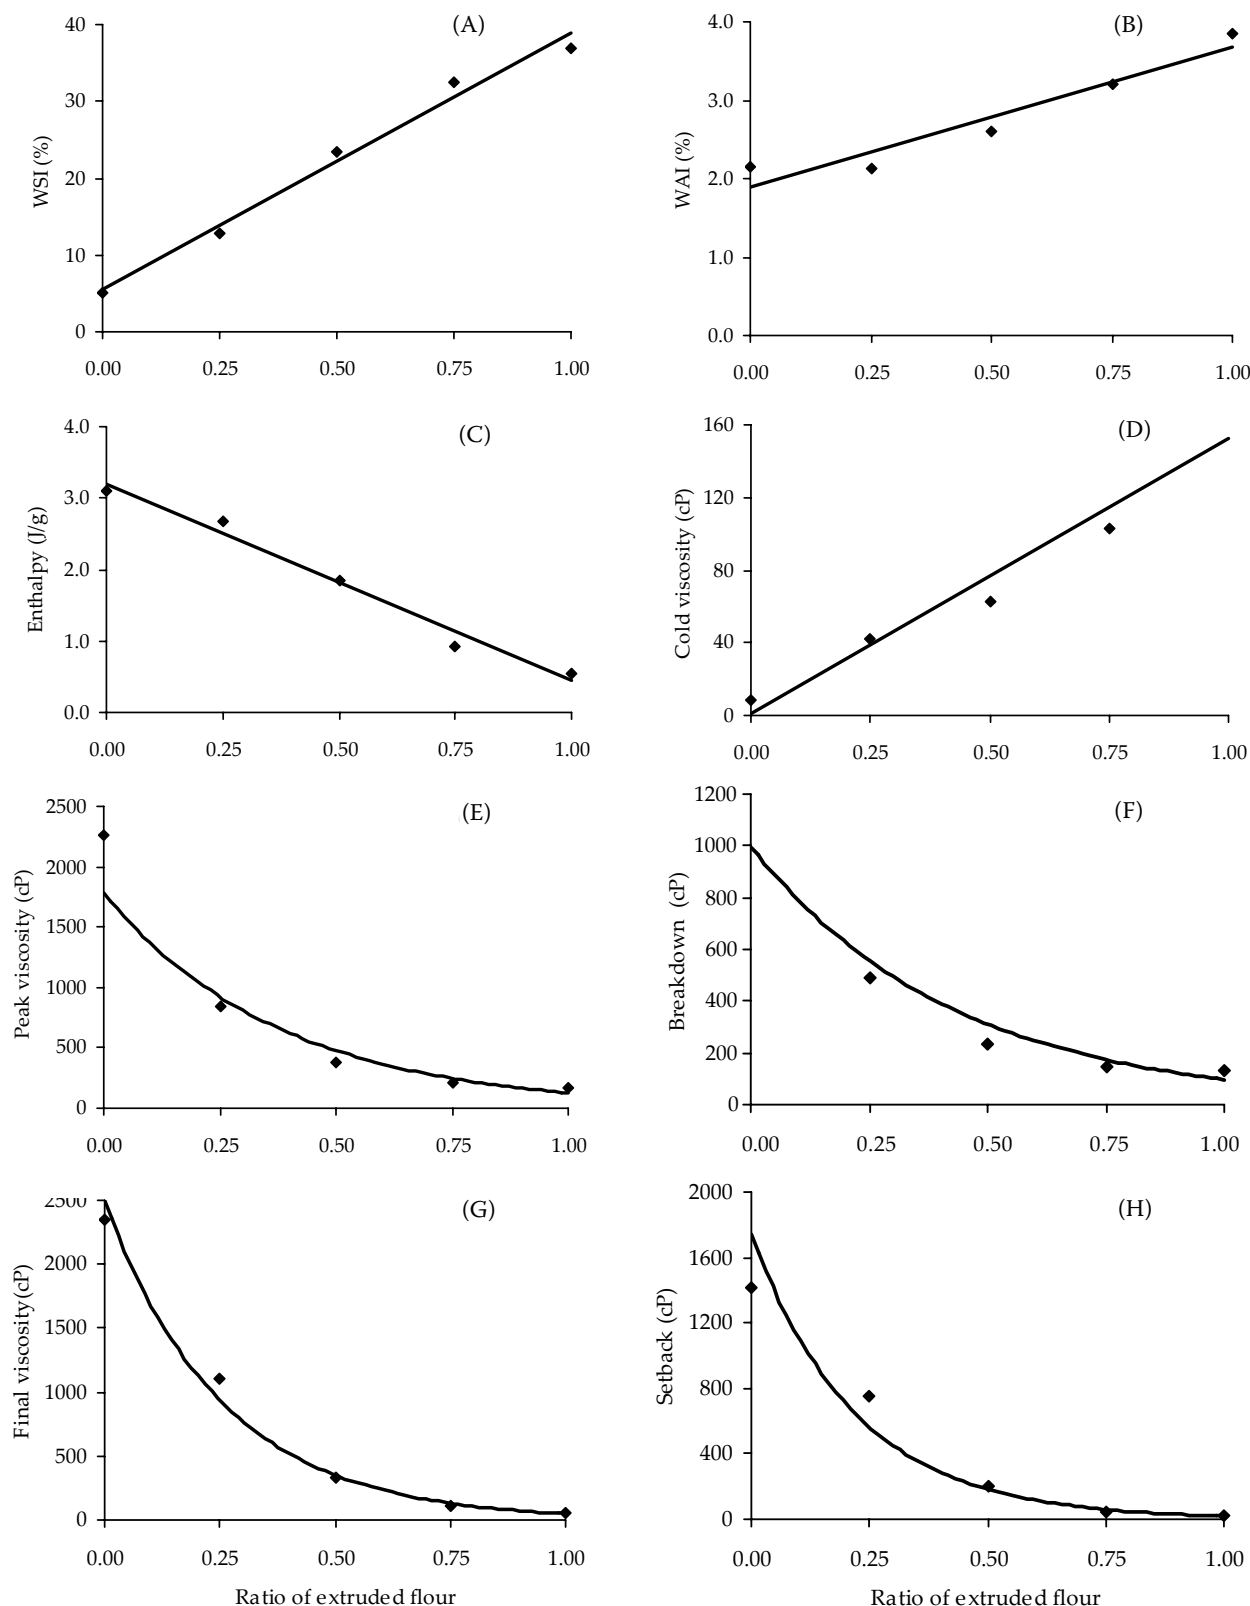 (A)
40
30
20
10
0
WSI (%)
0.00 0.25 0.50 0.75 1.00
(B)
4.0
3.0
2.0
1.0
0.0
WAI (%)
0.00 0.25 0.50 0.75 1.00
(C)
4.0
3.0
2.0
1.0
0.0
Enthalpy (J/g)
0.00 0.25 0.50 0.75 1.00
(D)
160
120
80
40
0
Cold viscosity (cP)
0.00 0.25 0.50 0.75 1.00
(E)
2500
2000
1500
1000
500
0
Peak viscosity (cP)
0.00 0.25 0.50 0.75 1.00
(F)
1200
1000
800
600
400
200
0
Breakdown (cP)
0.00 0.25 0.50 0.75 1.00
(G)
2500
2000
1500
1000
500
0
Final viscosity(cP)
0.00 0.25 0.50 0.75 1.00
Ratio of extruded flour
(H)
2000
1600
1200
800
400
0
Setback (cP)
0.00 0.25 0.50 0.75 1.00
Ratio of extruded flour